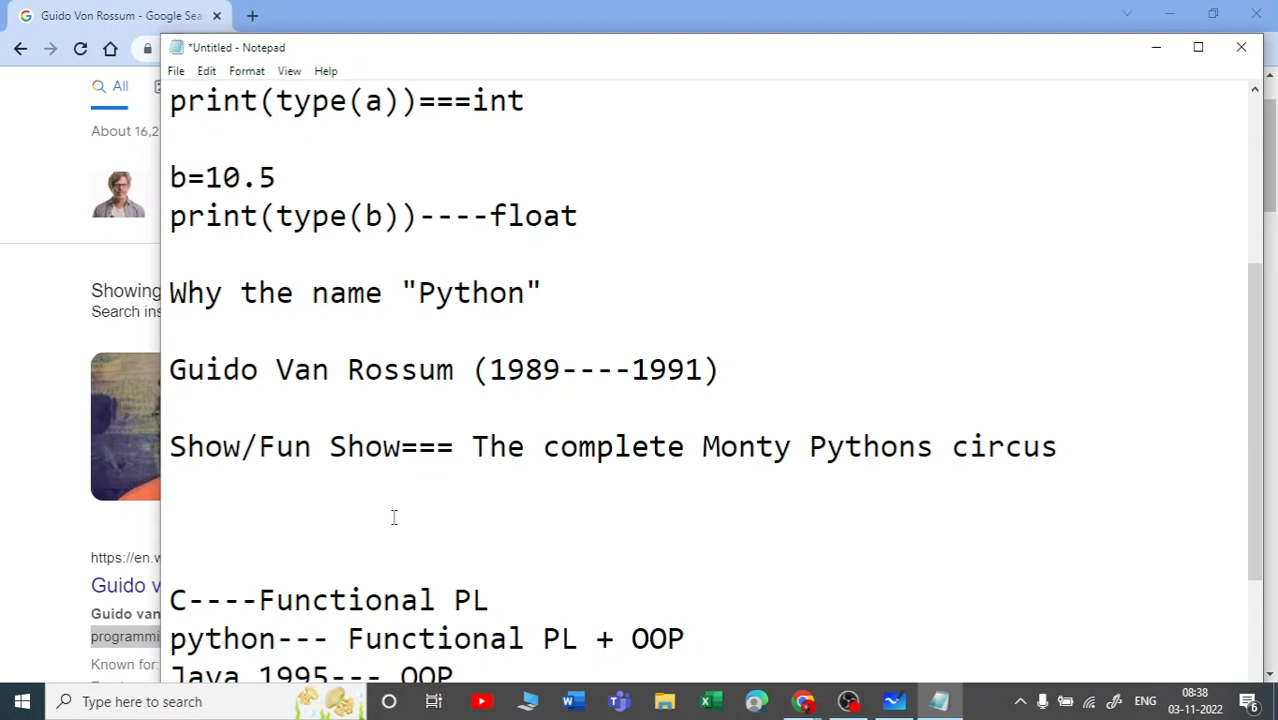 Guido Von Rossum - Google Sea
*Untitled - Notepad
File Edit Format View Help
All
About 16,2
print(type(a))===int
b=10.5
print(type(b))----float
Why the name "Python"
Showing
Search ins
Guido Van Rossum (1989----1991)
Show/Fun Show=== The complete Monty Pythons circus
https://en.w
Guido v
Guido van
programmi
Known for:
C----Functional PL
python--- Functional PL + OOP
Java 1995--- OOP
Type here to search
ENG
08:38
03-11-2022
6